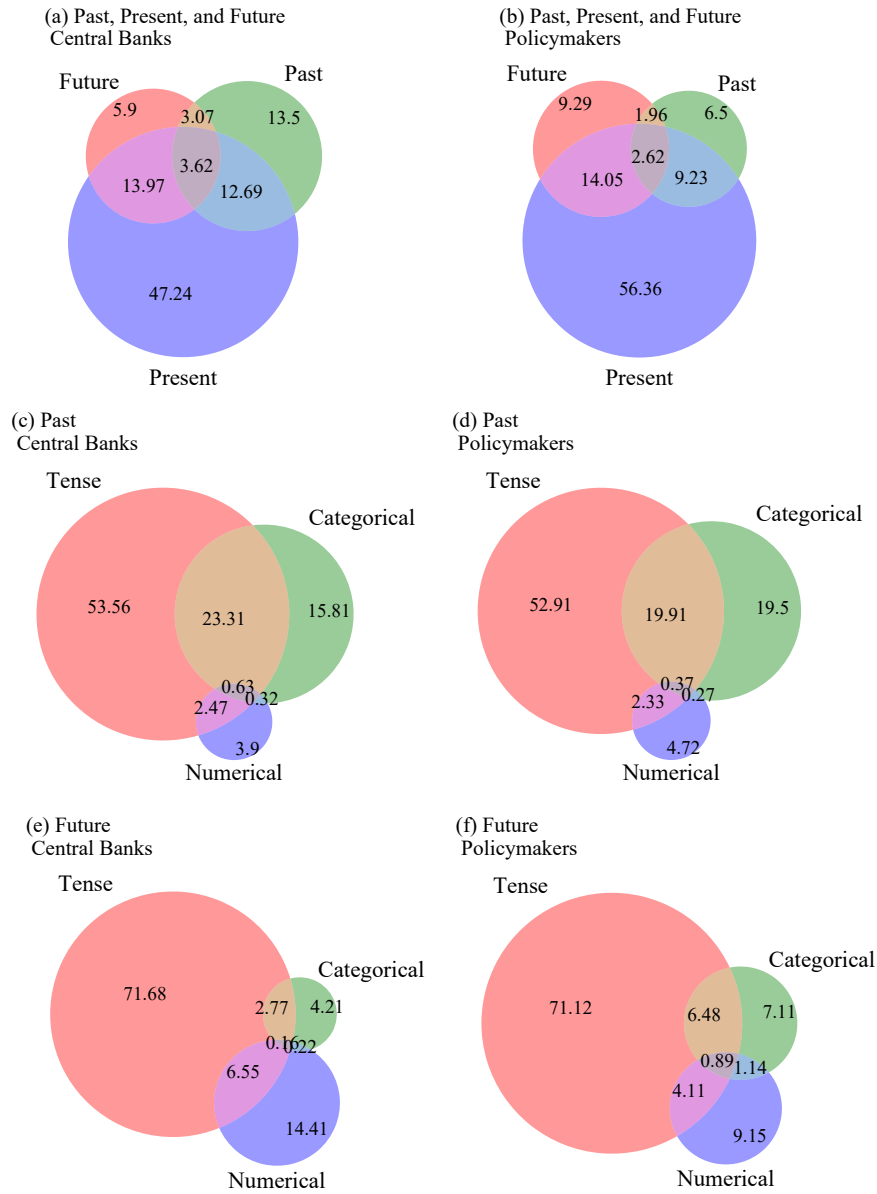 (a) Past, Present, and Future
Central Banks
Future
Past
5.9
3.07
13.5
3.62
13.97
12.69
47.24
Present
(b) Past, Present, and Future
Policymakers
Future
Past
9.29
1.96
6.5
2.62
14.05
9.23
56.36
Present
(c) Past
Central Banks
Tense
Categorical
53.56
23.31
15.81
0.63
0.32
2.47
3.9
Numerical
(d) Past
Policymakers
Tense
Categorical
52.91
19.91
19.5
0.37
0.27
2.33
4.72
Numerical
(e) Future
Central Banks
Tense
Categorical
71.68
2.77
4.21
0.16
0.22
6.55
14.41
Numerical
(f) Future
Policymakers
Tense
Categorical
71.12
6.48
7.11
0.89
1.14
4.11
9.15
Numerical